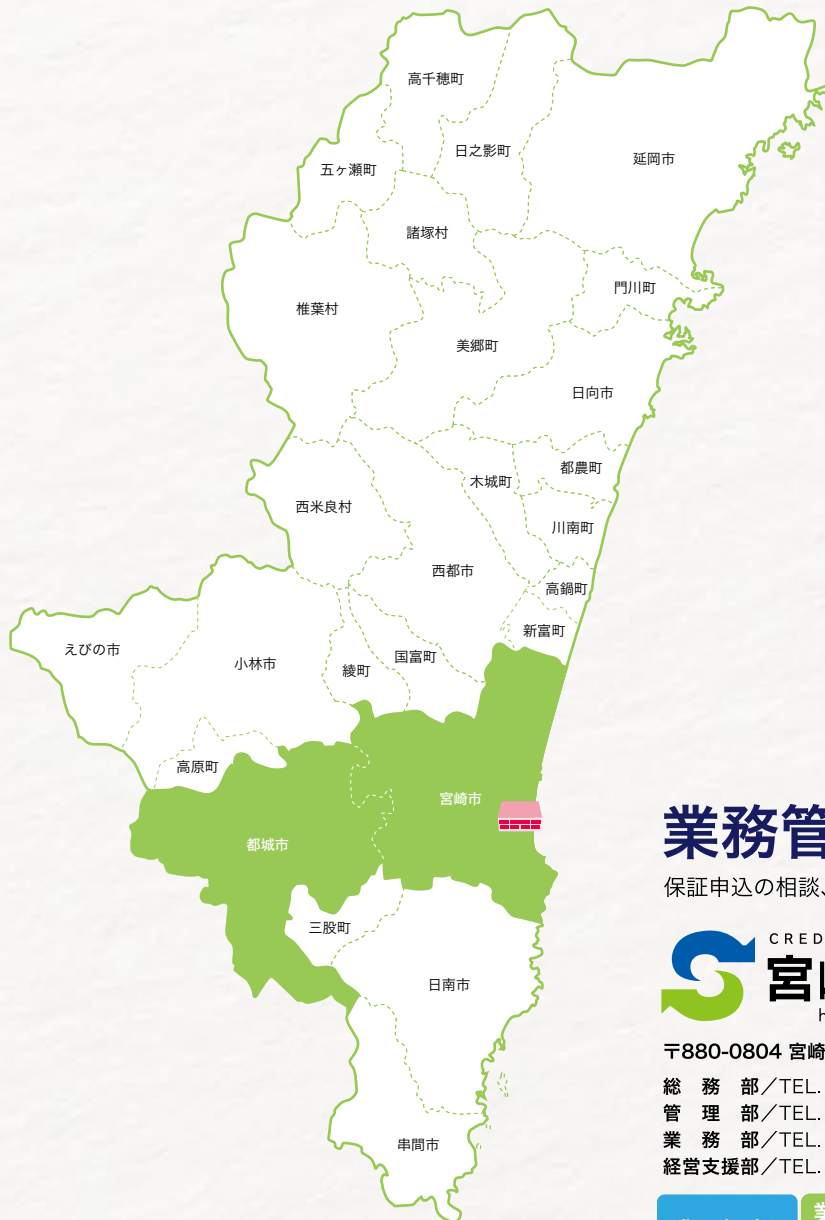 高千穂町
日之影町
延岡市
五ヶ瀬町
諸塚村
門川町
椎葉村
美郷町
日向市
都農町
木城町
西米良村
川南町
西都市
高鍋町
新富町
えびの市
国富町
小林市
綾町
高原町
宮崎市
都城市
三股町
日南市
串間市
業務管
保証申込の相談、
CRED
宮
h
〒880-0804 宮崎
総 務 部／TEL.
管 理 部／TEL.
業 務 部／TEL.
経営支援部／TEL.